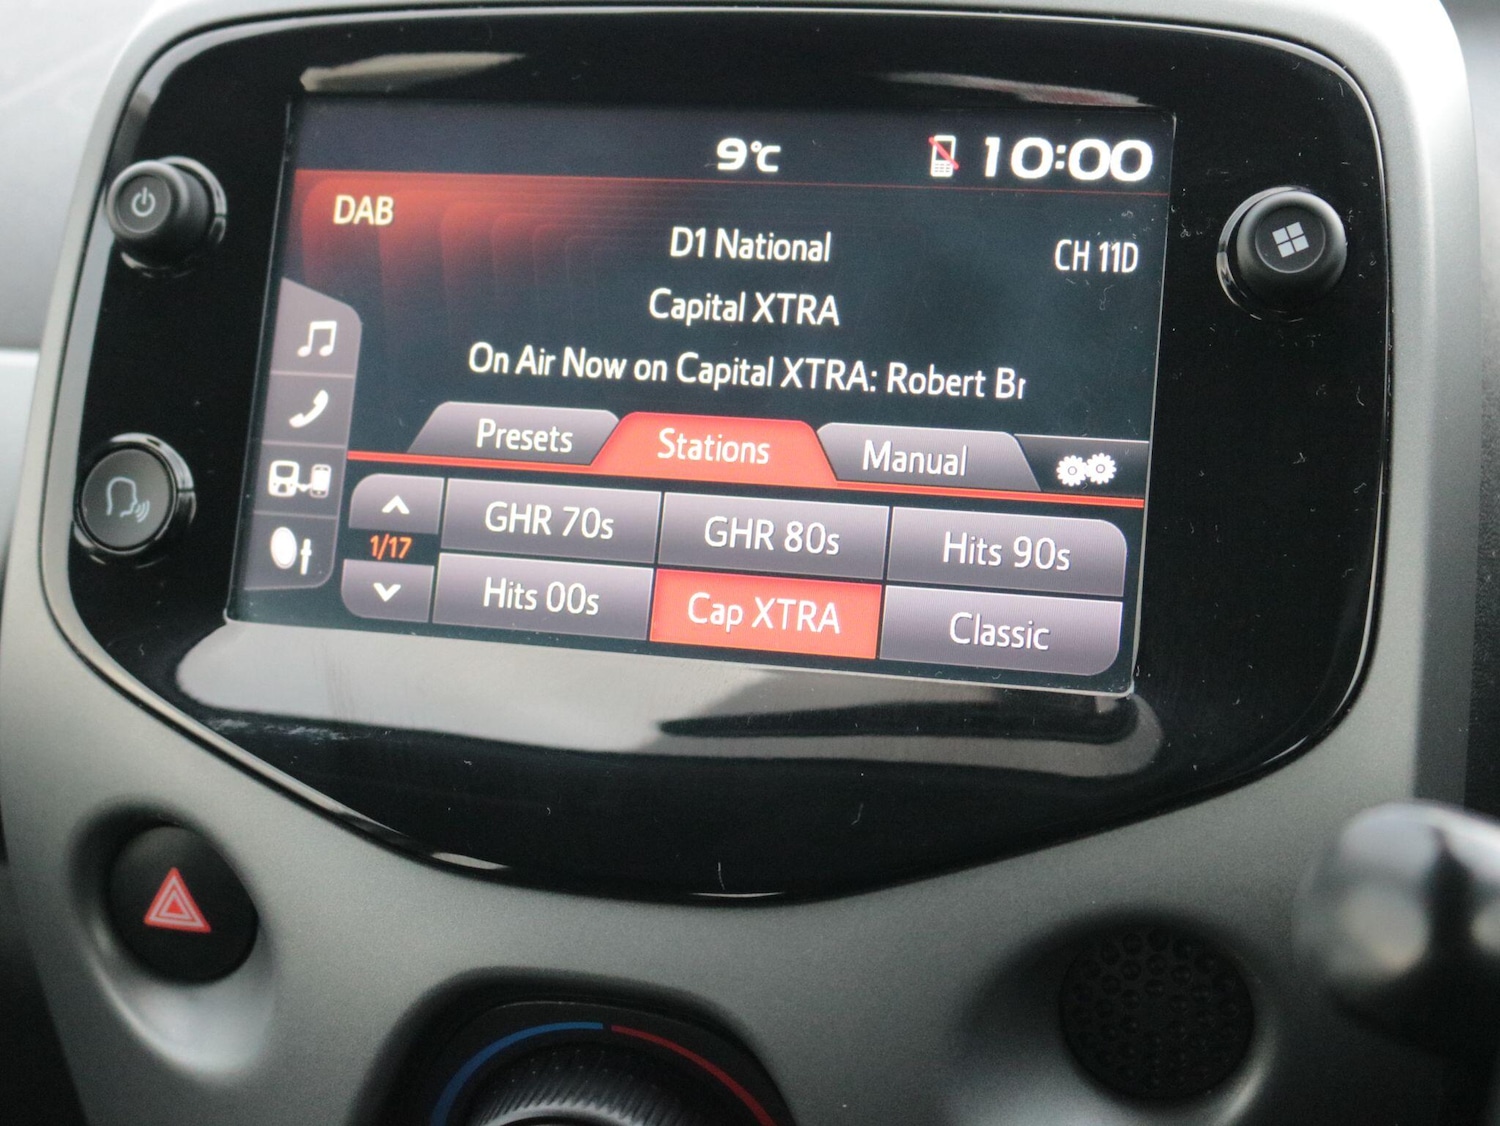 9°C 10:00
DAB
D1 National
CH 11D
Capital XTRA
On Air Now on Capital XTRA: Robert Br
Presets Stations Manual
GHR 70s GHR 80s Hits 90s
1/17
Hits 00s Cap XTRA Classic